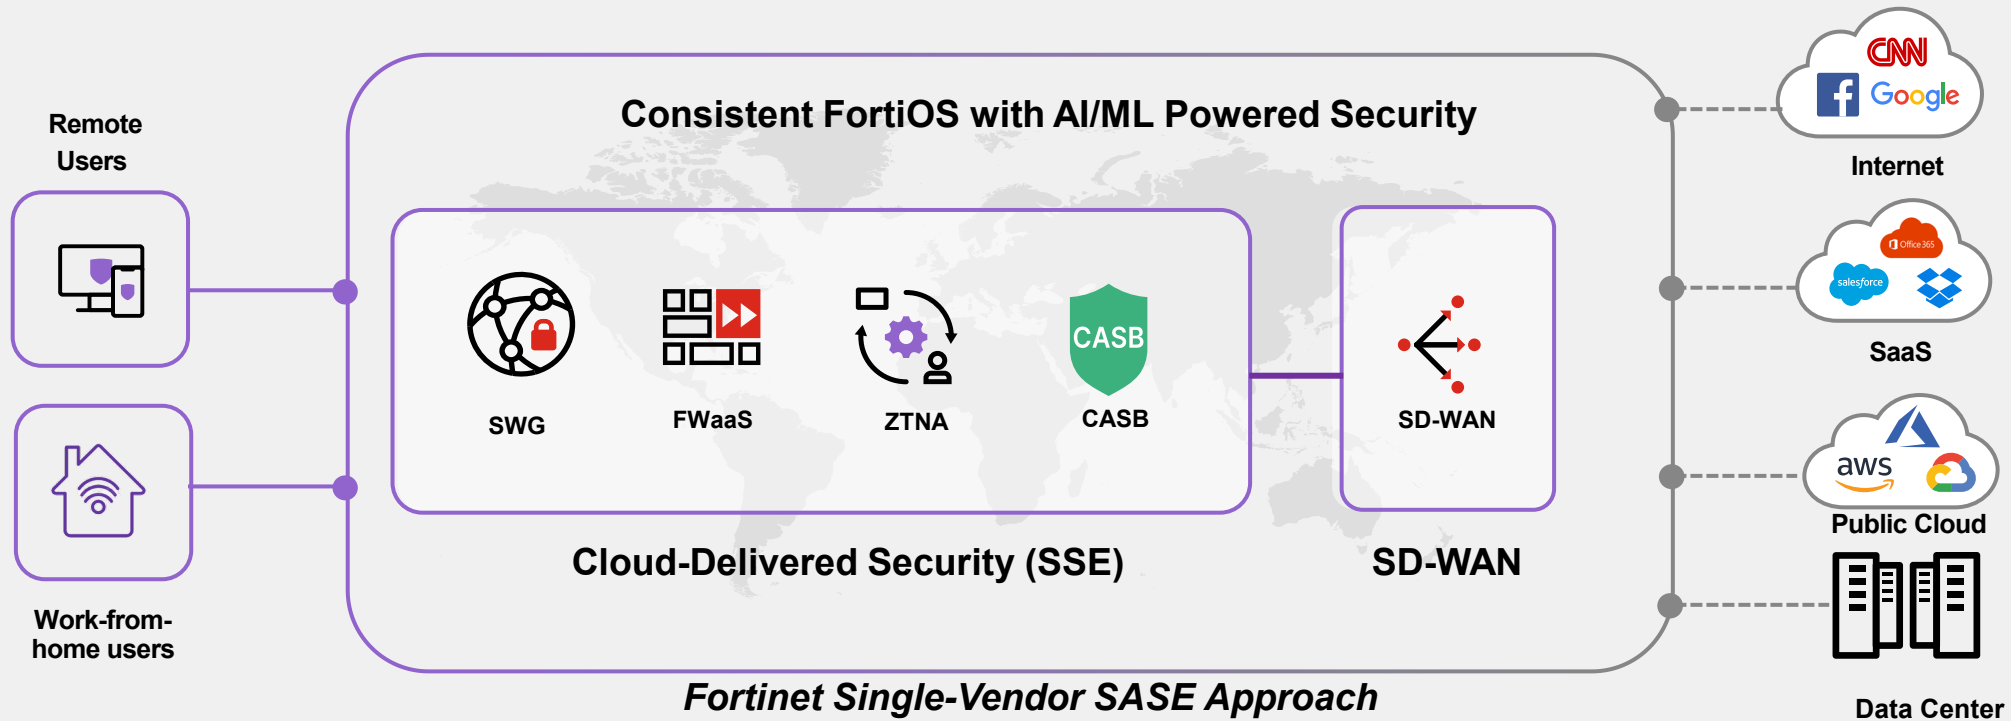 Consistent FortiOS with AI/ML Powered Security
Remote
Users
Work-from-
home users
SWG
FWaaS
ZTNA
CASB
CASB
SD-WAN
Cloud-Delivered Security (SSE)
SD-WAN
Fortinet Single-Vendor SASE Approach
CNN
f
Google
Internet
Office 365
salesforce
SaaS
aws
Public Cloud
Data Center